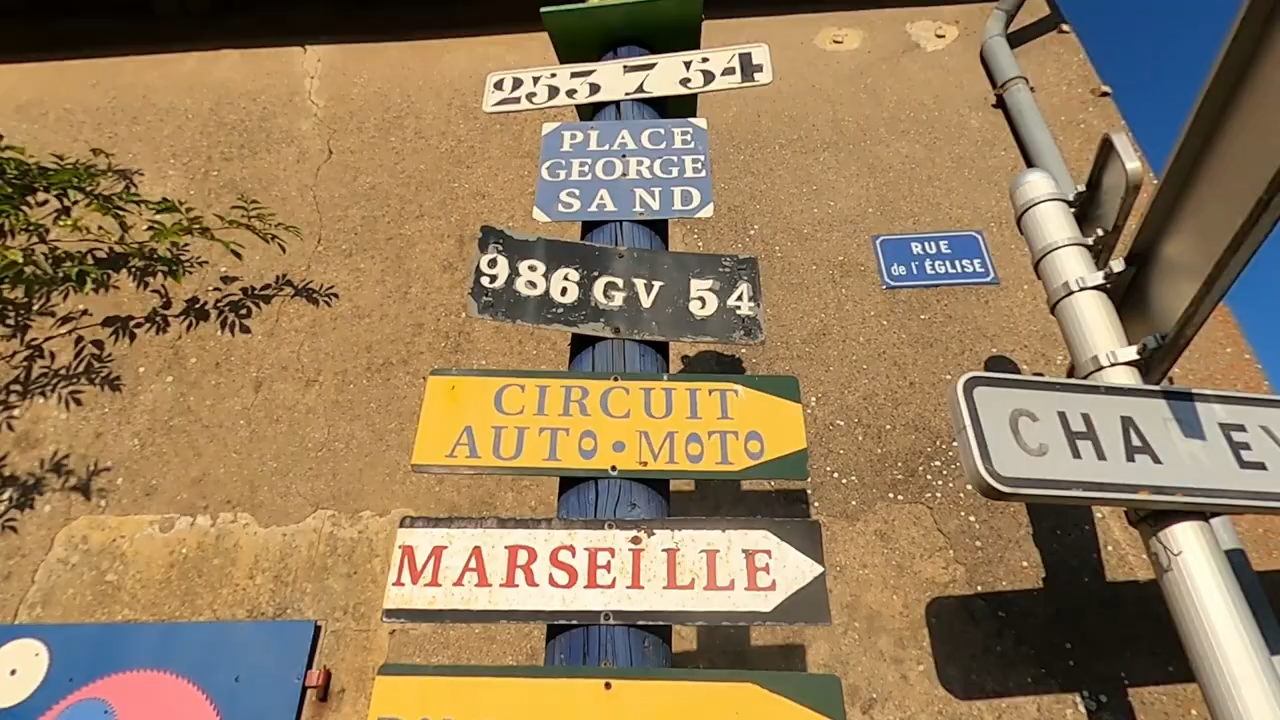 253 7 54
PLACE
GEORGE
SAND
986 GV 54
RUE
de l'ÉGLISE
CIRCUIT
AUTO•MOTO
MARSEILLE